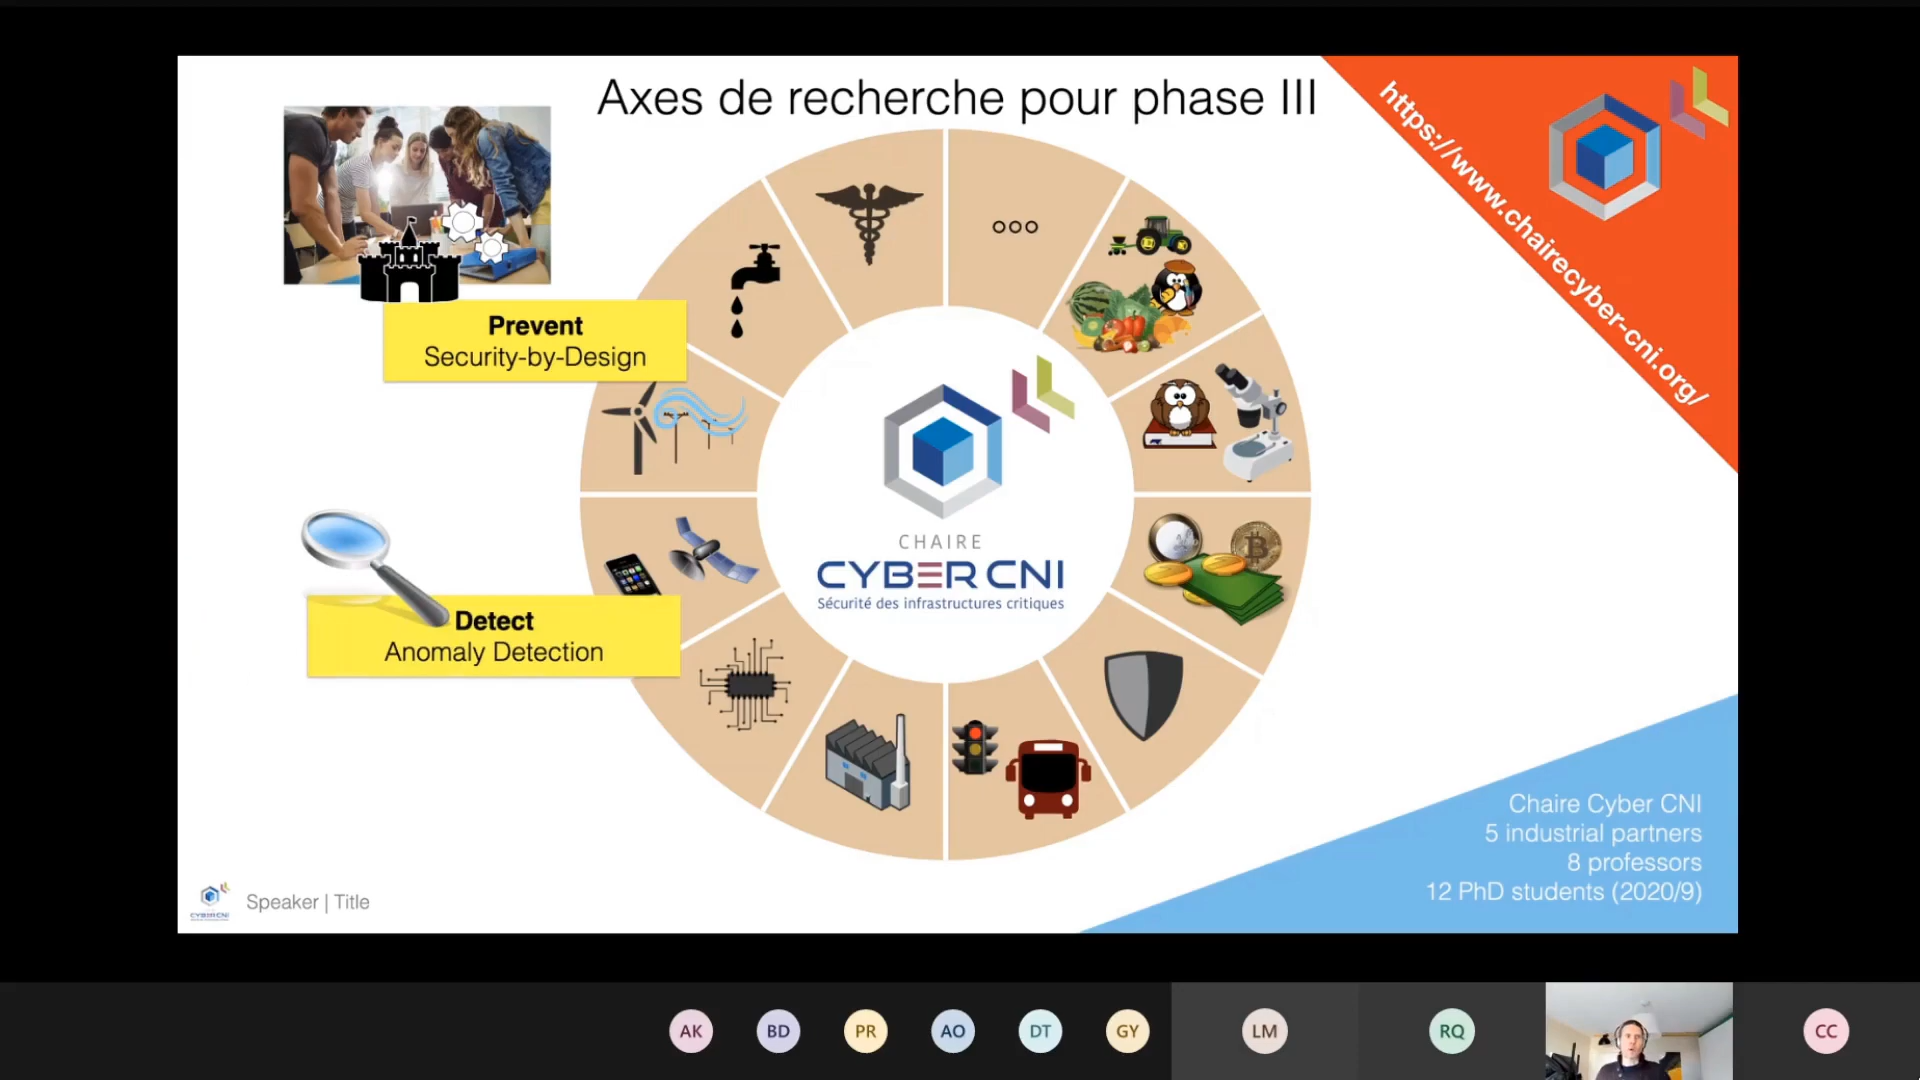 Axes de recherche pour phase III
https://www.chairecyber-cni.org/
Prevent
Security-by-Design
Detect
Anomaly Detection
CHAIRE
CYBERCNI
Sécurité des infrastructures critiques
Chaire Cyber CNI
5 industrial partners
8 professors
12 PhD students (2020/9)
CYBERCNI
Speaker | Title
AK
BD
PR
AO
DT
GY
LM
RQ
CC